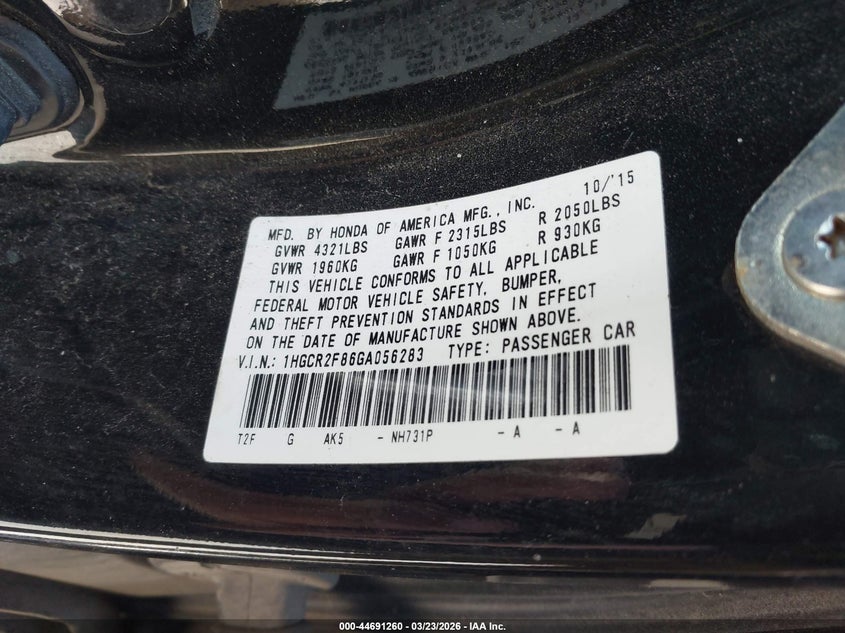 10/'15
MFD. BY HONDA OF AMERICA MFG., INC.
GVWR 4321LBS GAWR F 2315LBS R 2050LBS
GVWR 1960KG GAWR F 1050KG R 930KG
THIS VEHICLE CONFORMS TO ALL APPLICABLE
FEDERAL MOTOR VEHICLE SAFETY, BUMPER,
AND THEFT PREVENTION STANDARDS IN EFFECT
ON THE DATE OF MANUFACTURE SHOWN ABOVE.
V.I.N.: 1HGCR2F86GA056283 TYPE: PASSENGER CAR
T2F G AK5 - NH731P - A - A
000-44691260 | 03/23/2026 | IAA Inc.